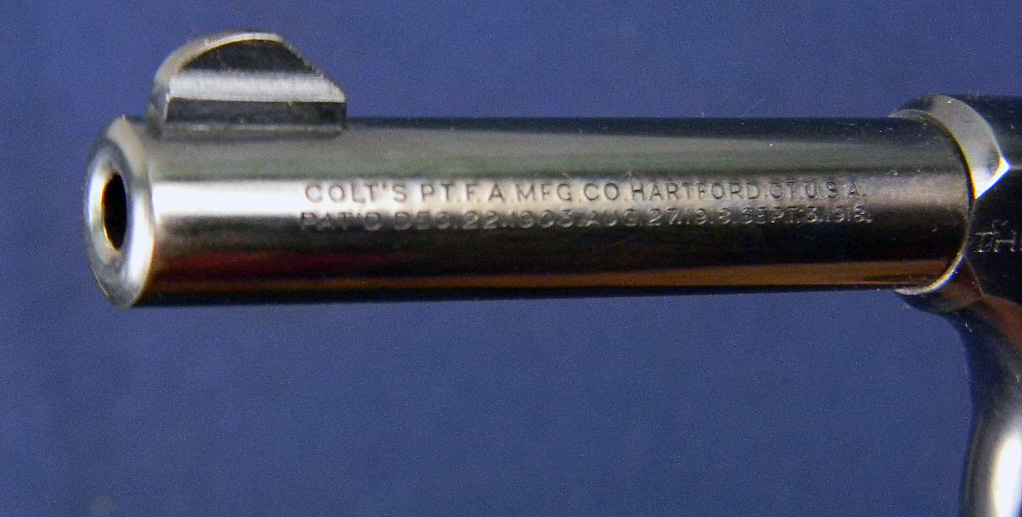 COLT'S PT.F.A.MFG.CO.HARTFORD.CT.U.S.A.
PAT'D DEC.22.1903.AUG.27.1918.SEPT.3.1918.